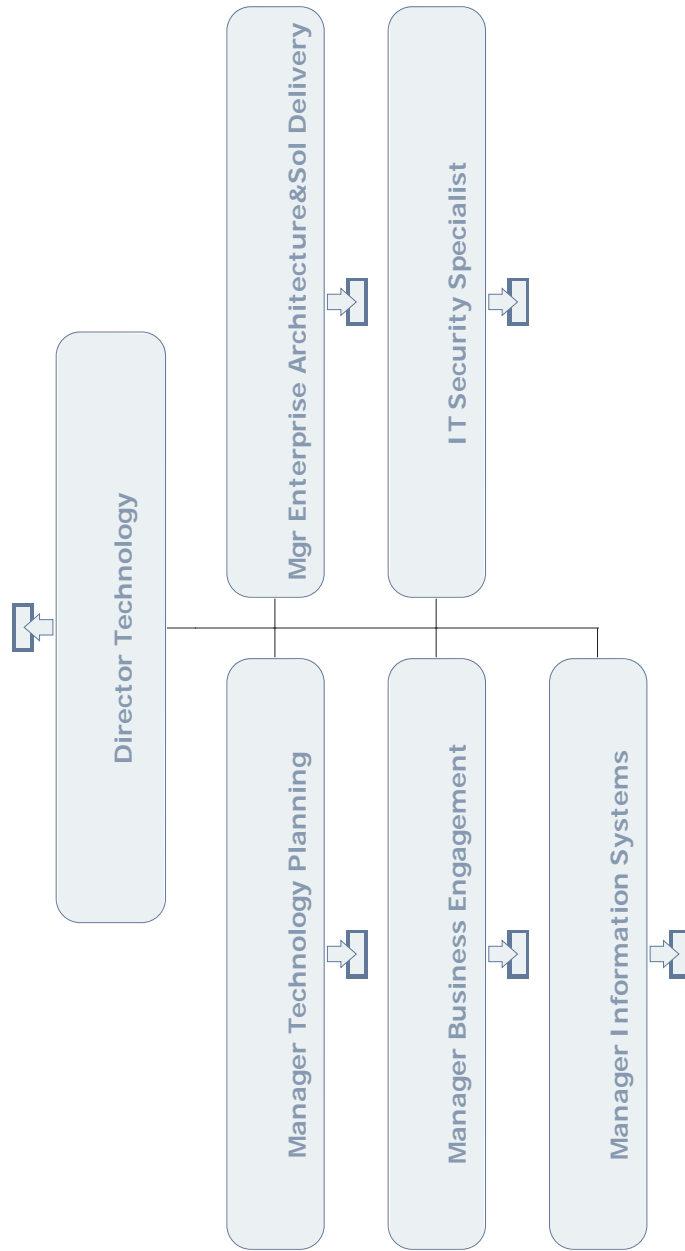 Director Technology
Manager Technology Planning
Mgr Enterprise Architecture&Sol Delivery
Manager Business Engagement
IT Security Specialist
Manager Information Systems